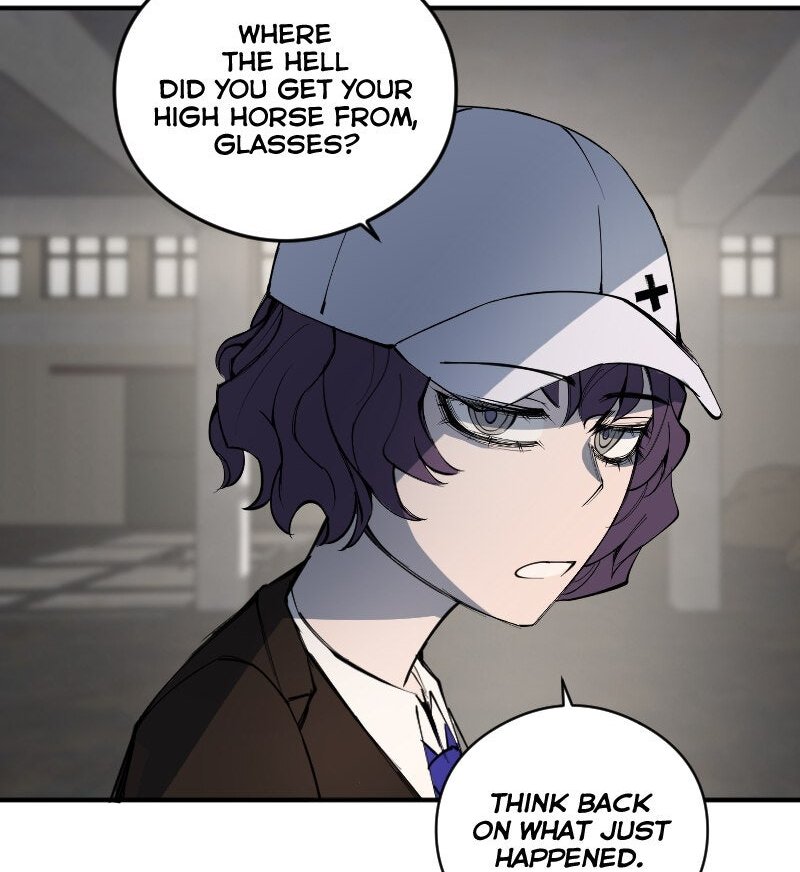 WHERE
THE HELL
DID YOU GET YOUR
HIGH HORSE FROM,
GLASSES?
THINK BACK
ON WHAT JUST
HAPPENED.